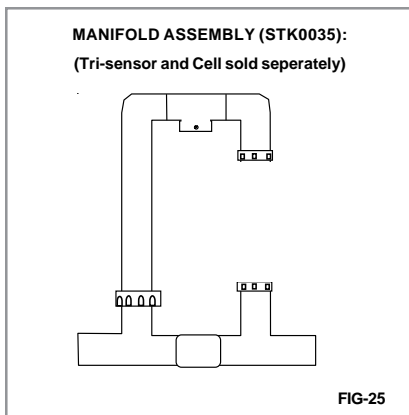 MANIFOLD ASSEMBLY (STK0035):
(Tri-sensor and Cell sold seperately)
FIG-25